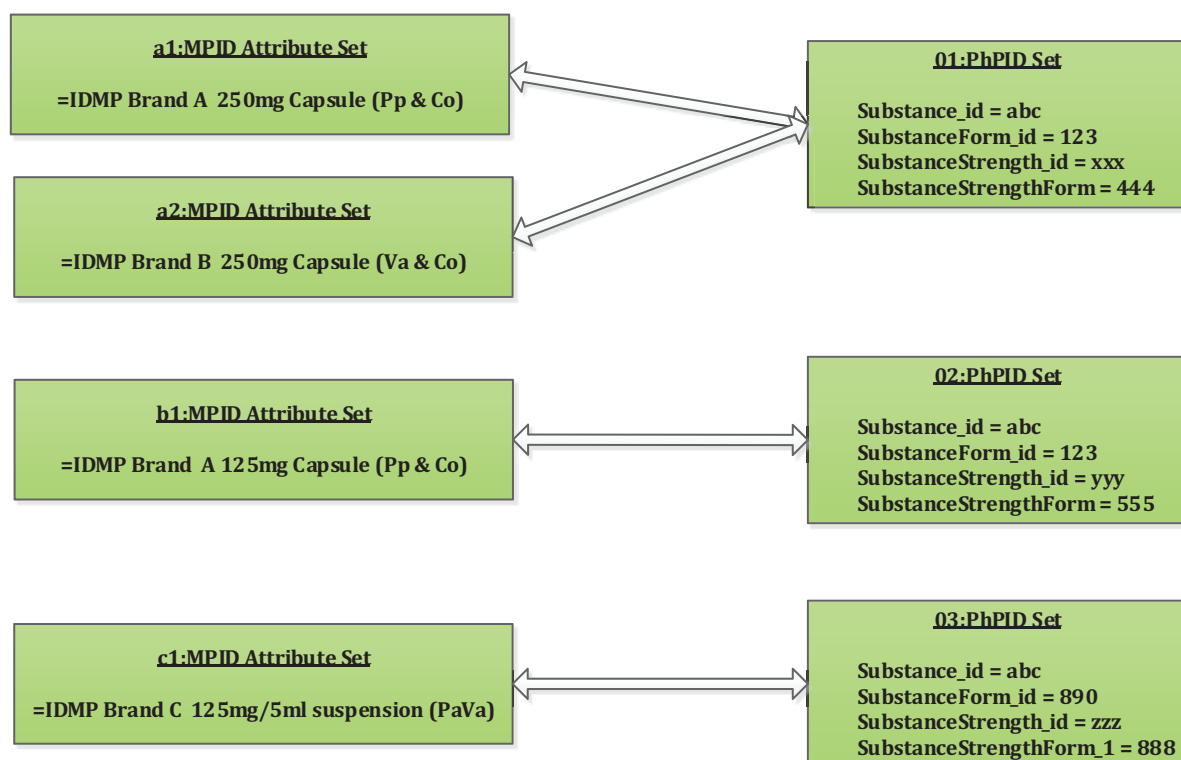 a1:MPID Attribute Set
=IDMP Brand A 250mg Capsule (Pp & Co)
a2:MPID Attribute Set
=IDMP Brand B 250mg Capsule (Va & Co)
01:PhPID Set
Substance_id = abc
SubstanceForm_id = 123
SubstanceStrength_id = xxx
SubstanceStrengthForm = 444
b1:MPID Attribute Set
=IDMP Brand A 125mg Capsule (Pp & Co)
02:PhPID Set
Substance_id = abc
SubstanceForm_id = 123
SubstanceStrength_id = yyy
SubstanceStrengthForm = 555
c1:MPID Attribute Set
=IDMP Brand C 125mg/5ml suspension (PaVa)
03:PhPID Set
Substance_id = abc
SubstanceForm_id = 890
SubstanceStrength_id = zzz
SubstanceStrengthForm_1 = 888